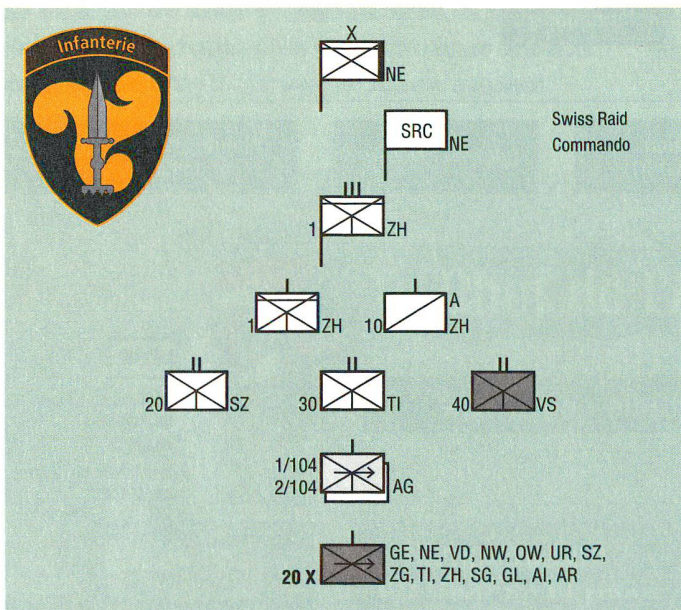 Infanterie
X
NE
SRC
NE
Swiss Raid
Commando
III
1
ZH
I
1
ZH
I
10
A
ZH
II
20
SZ
II
30
TI
II
40
VS
I
1/104
2/104
AG
I
20 X
GE, NE, VD, NW, OW, UR, SZ,
ZG, TI, ZH, SG, GL, AI, AR